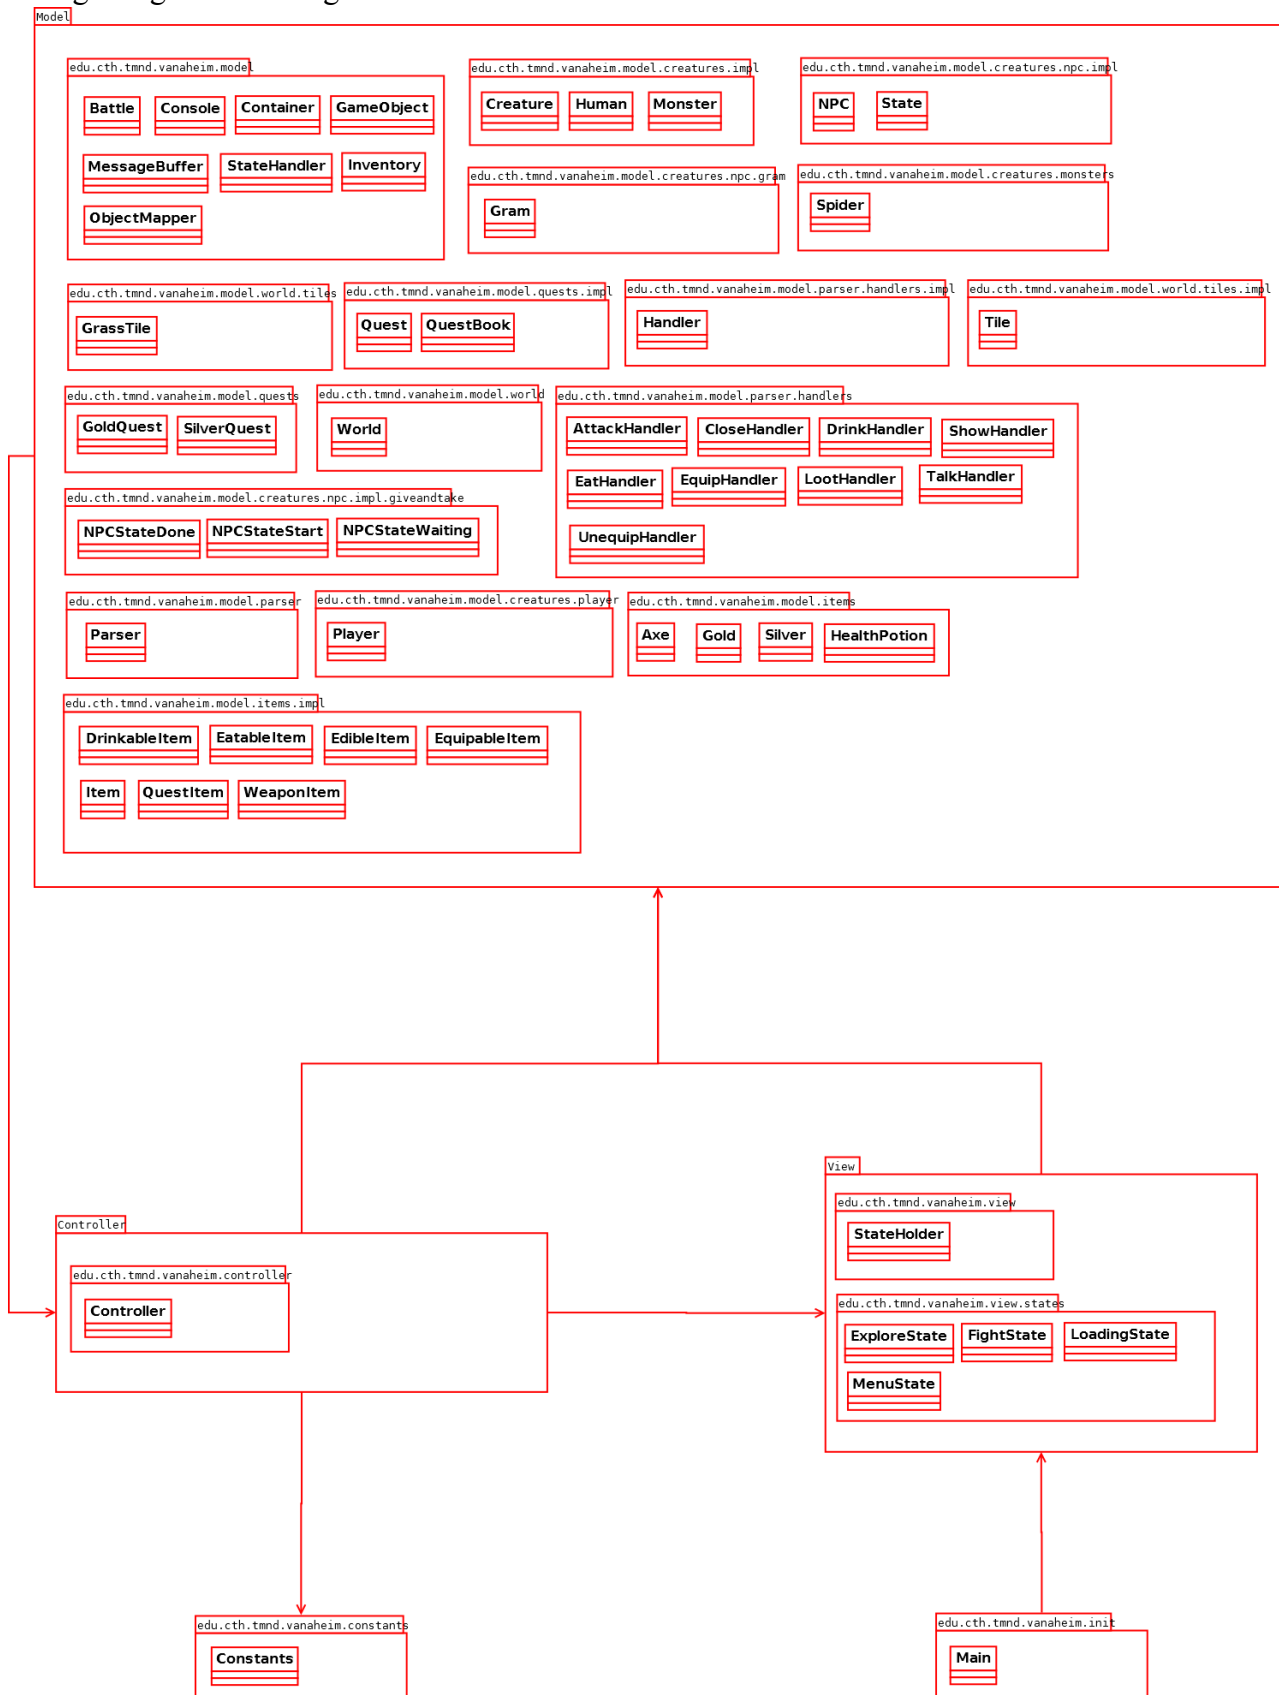 Model
edu.cth.tmnd.vanaheim.model
Battle Console Container GameObject
MessageBuffer StateHandler Inventory
ObjectMapper
edu.cth.tmnd.vanaheim.model.creatures.impl
Creature Human Monster
edu.cth.tmnd.vanaheim.model.creatures.npc.impl
NPC State
edu.cth.tmnd.vanaheim.model.creatures.npc.gram
Gram
edu.cth.tmnd.vanaheim.model.creatures.monsters
Spider
edu.cth.tmnd.vanaheim.model.world.tiles
GrassTile
edu.cth.tmnd.vanaheim.model.quests.impl
Quest QuestBook
edu.cth.tmnd.vanaheim.model.parser.handlers.impl
Handler
edu.cth.tmnd.vanaheim.model.world.tiles.impl
Tile
edu.cth.tmnd.vanaheim.model.quests
GoldQuest SilverQuest
edu.cth.tmnd.vanaheim.model.world
World
edu.cth.tmnd.vanaheim.model.parser.handlers
AttackHandler CloseHandler DrinkHandler ShowHandler
EatHandler EquipHandler LootHandler TalkHandler
UnequipHandler
edu.cth.tmnd.vanaheim.model.creatures.npc.impl.giveandtake
NPCStateDone NPCStateStart NPCStateWaiting
edu.cth.tmnd.vanaheim.model.parser
Parser
edu.cth.tmnd.vanaheim.model.creatures.player
Player
edu.cth.tmnd.vanaheim.model.items
Axe Gold Silver HealthPotion
edu.cth.tmnd.vanaheim.model.items.impl
DrinkableItem EatableItem EdibleItem EquipableItem
Item QuestItem WeaponItem
View
edu.cth.tmnd.vanaheim.view
StateHolder
edu.cth.tmnd.vanaheim.view.states
ExploreState FightState LoadingState
MenuState
Controller
edu.cth.tmnd.vanaheim.controller
Controller
edu.cth.tmnd.vanaheim.constants
Constants
edu.cth.tmnd.vanaheim.init
Main